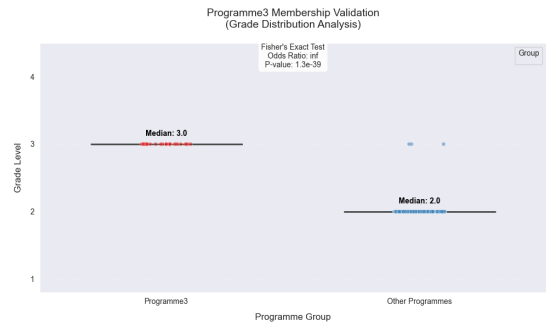 Programme3 Membership Validation
(Grade Distribution Analysis)
Fisher's Exact Test
Odds Ratio: inf
P-value: 1.3e-39
Group
4
Median: 3.0
3
Grade Level
Median: 2.0
2
1
Programme3
Other Programmes
Programme Group